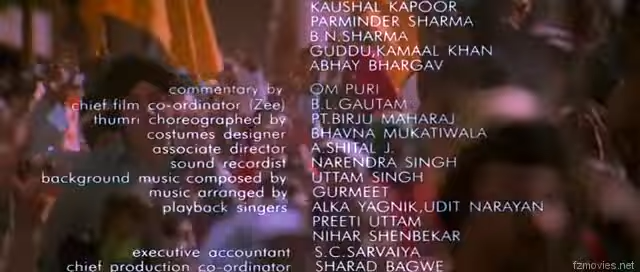 KAUSHAL KAPOOR
PARMINDER SHARMA
B.N.SHARMA
GUDDU,KAMAAL KHAN
ABHAY BHARGAV
commentary by OM PURI
chief film co-ordinator (Zee) B.L.GAUTAM
thumri choreographed by PT.BIRJU MAHARAJ
costumes designer BHAVNA MUKATIWALA
associate director A.SHITAL J.
sound recordist NARENDRA SINGH
background music composed by UTTAM SINGH
music arranged by GURMEET
playback singers ALKA YAGNIK,UDIT NARAYAN
PREETI UTTAM
NIHAR SHENBEKAR
executive accountant S.C.SARVAIYA
chief production co-ordinator SHARAD BAGWE
fzmovies.net